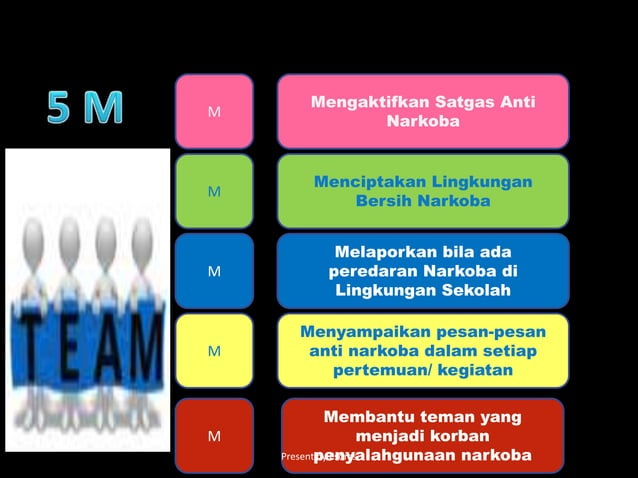 5 M
M
Mengaktifkan Satgas Anti
Narkoba
M
Menciptakan Lingkungan
Bersih Narkoba
M
Melaporkan bila ada
peredaran Narkoba di
Lingkungan Sekolah
M
Menyampaikan pesan-pesan
anti narkoba dalam setiap
pertemuan/ kegiatan
M
Membantu teman yang
menjadi korban
penyalahgunaan narkoba
Present
TEAM